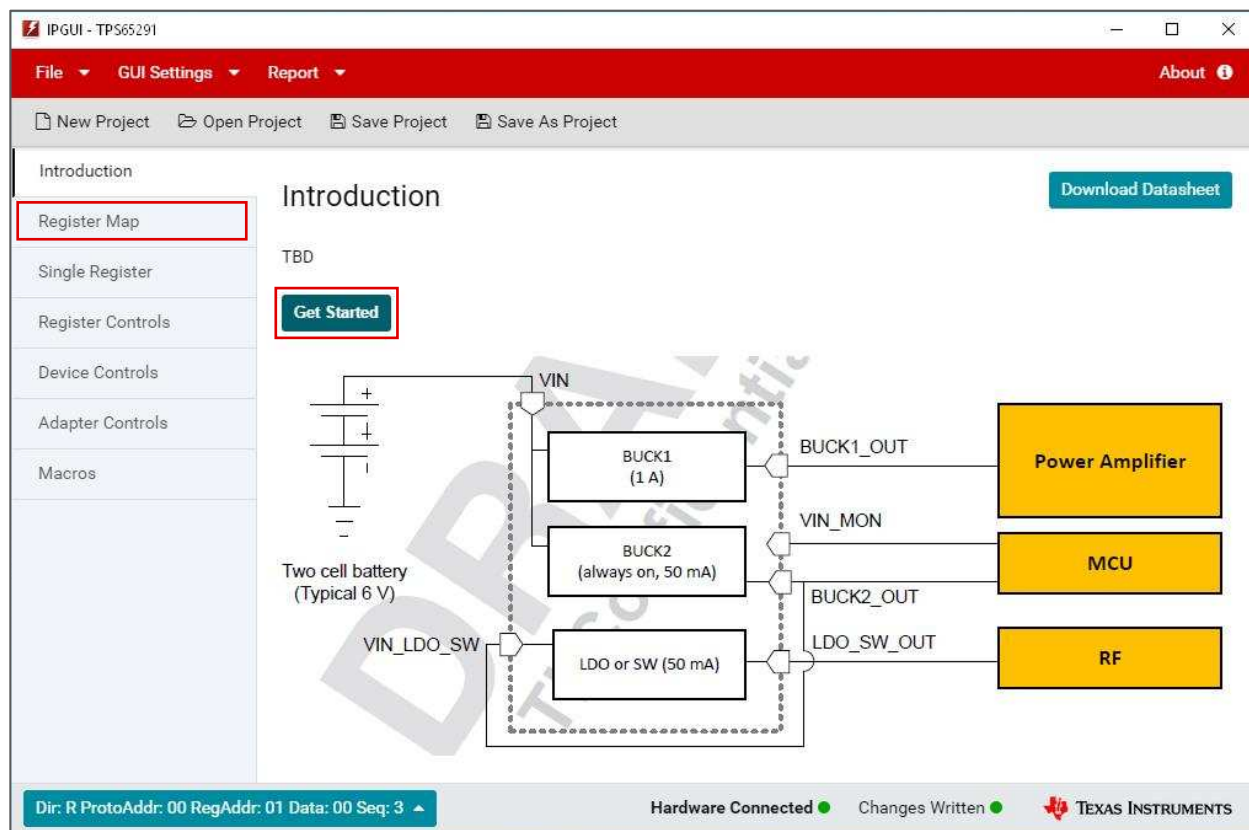 IPGUI - TPS65291
File GUI Settings Report About
New Project Open Project Save Project Save As Project
Introduction
Register Map
Single Register
Register Controls
Device Controls
Adapter Controls
Macros
Introduction
Download Datasheet
TBD
Get Started
VIN
BUCK1
(1 A)
BUCK1_OUT
Power Amplifier
VIN_MON
BUCK2
(always on, 50 mA)
MCU
Two cell battery
(Typical 6 V)
BUCK2_OUT
VIN_LDO_SW
LDO or SW (50 mA)
LDO_SW_OUT
RF
Dir: R ProtoAddr: 00 RegAddr: 01 Data: 00 Seq: 3
Hardware Connected Changes Written TEXAS INSTRUMENTS